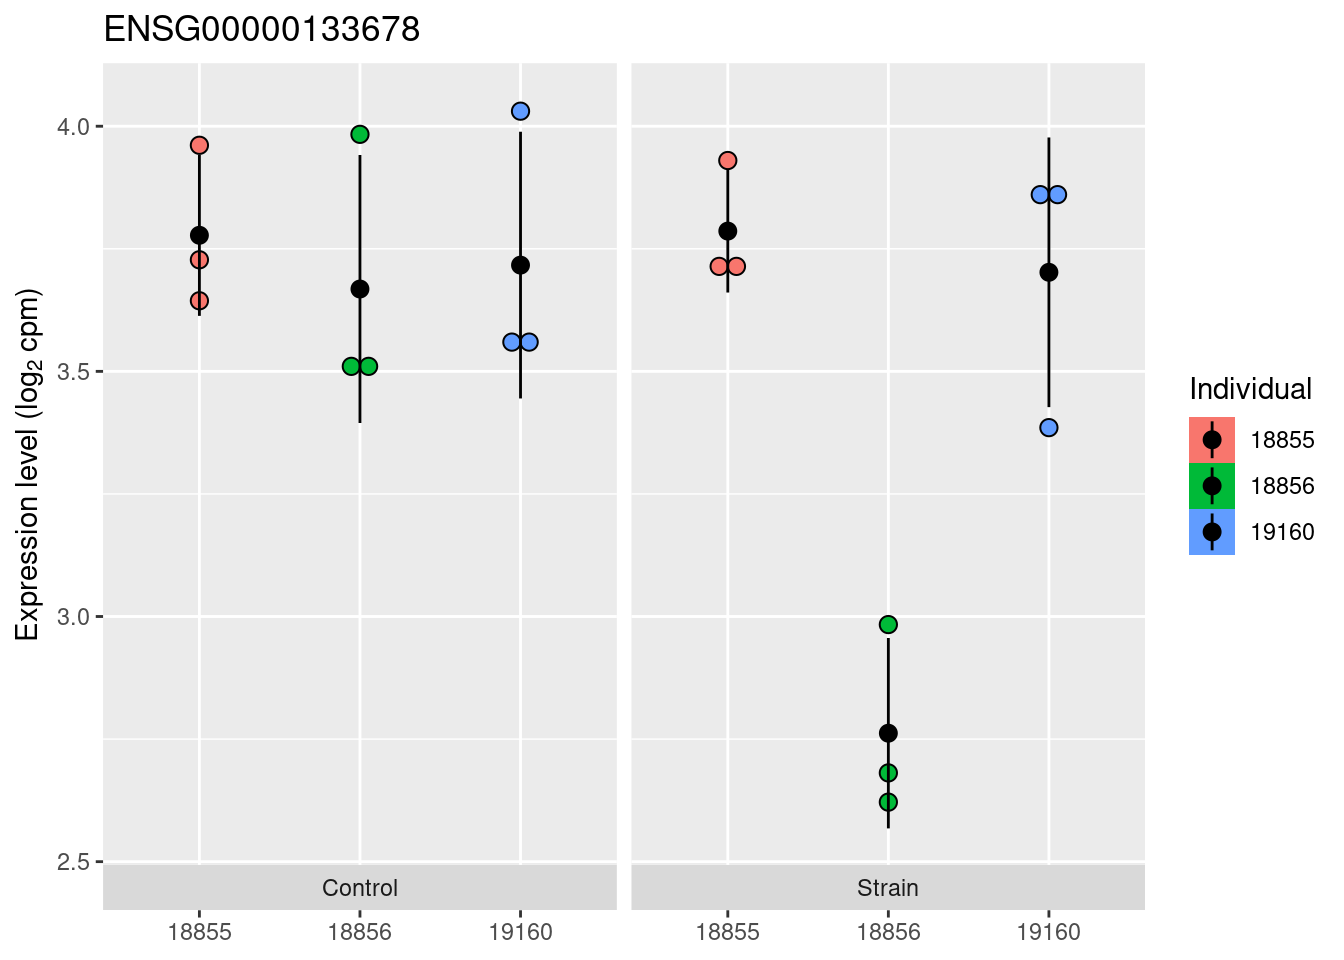 ENSG00000133678
Expression level (log2 cpm)
4.0
3.5
3.0
2.5
Control
Strain
18855
18856
19160
18855
18856
19160
Individual
18855
18856
19160